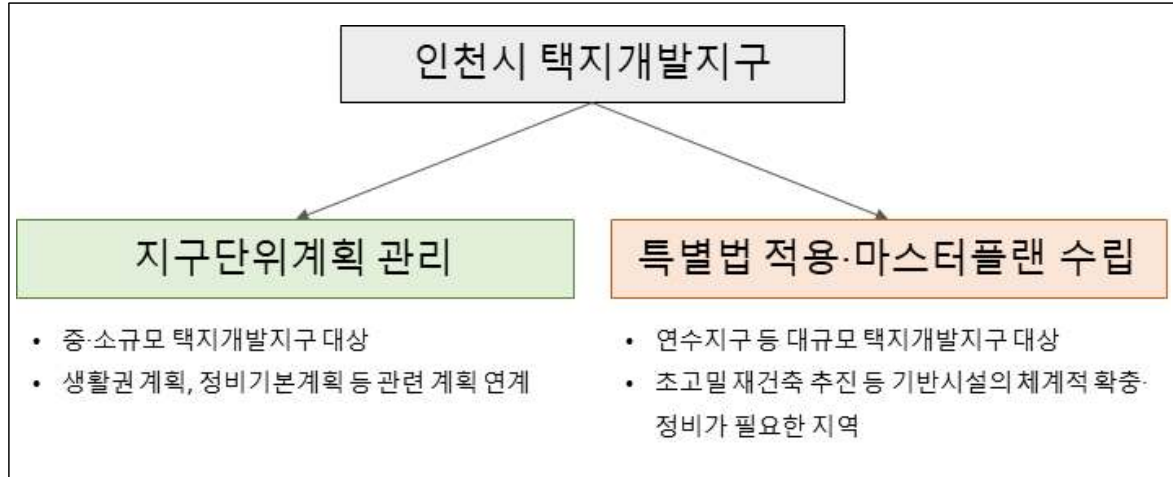 인천시 택지개발지구
지구단위계획 관리
• 중·소규모 택지개발지구 대상
• 생활권 계획, 정비기본계획 등 관련 계획 연계
특별법 적용·마스터플랜 수립
• 연수지구 등 대규모 택지개발지구 대상
• 초고밀 재건축 추진 등 기반시설의 체계적 확충·
정비가 필요한 지역